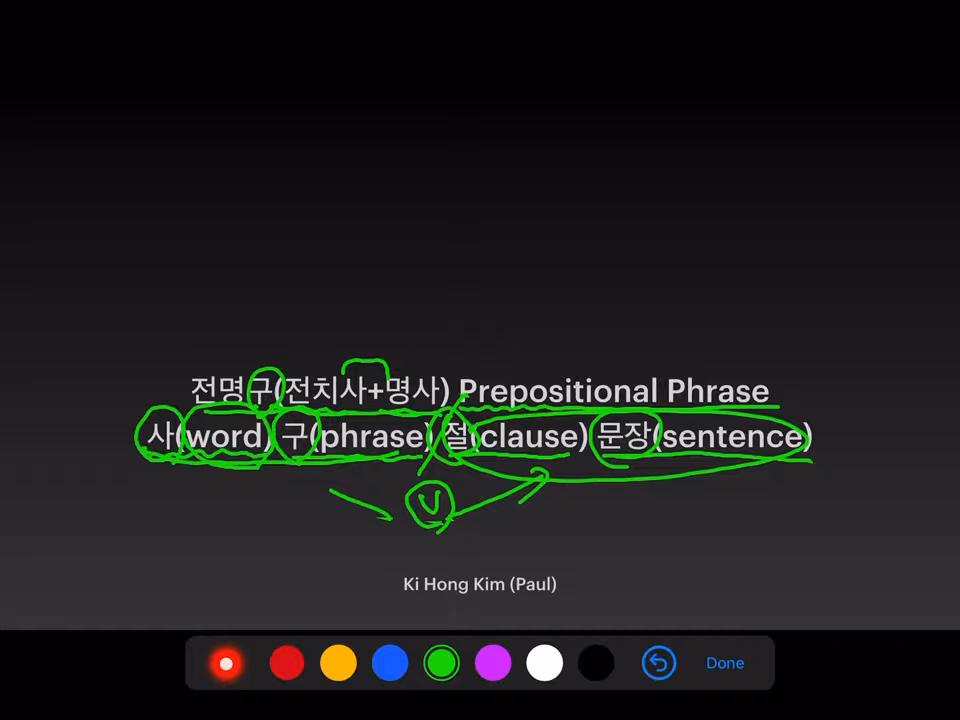 전명구(전치사+명사) Prepositional Phrase
사(word) 구(phrase) 절(clause) 문장(sentence)
V
Ki Hong Kim (Paul)
Done